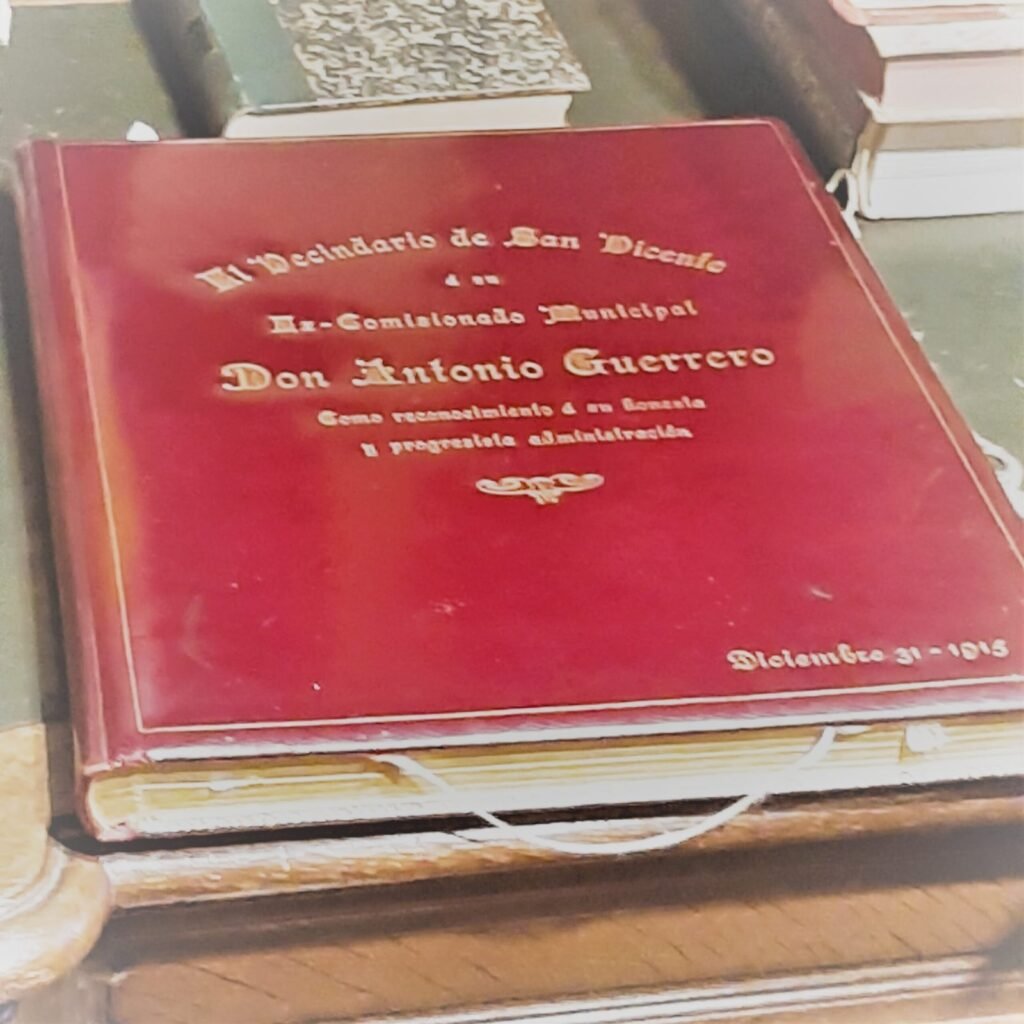 El Vecindario de San Vicente
á su
Ex-Comisionado Municipal
Don Antonio Guerrero
Como reconocimiento á su honesta
y progresista administración
Diciembre 31 - 1915